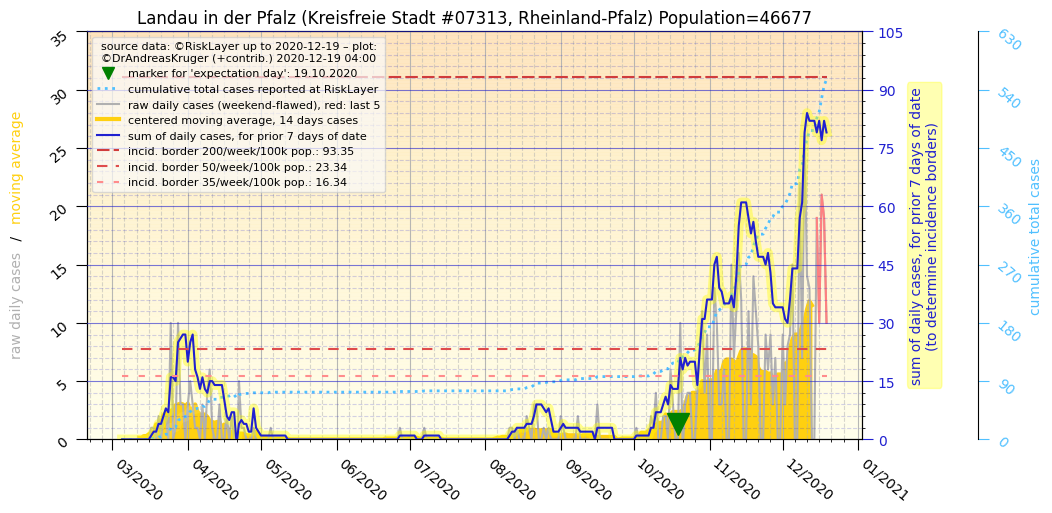 Landau in der Pfalz (Kreisfreie Stadt #07313, Rheinland-Pfalz) Population=46677
source data: ©RiskLayer up to 2020-12-19 – plot:
©DrAndreasKruger (+contrib.) 2020-12-19 04:00
marker for 'expectation day': 19.10.2020
cumulative total cases reported at RiskLayer
raw daily cases (weekend-flawed), red: last 5
centered moving average, 14 days cases
sum of daily cases, for prior 7 days of date
incid. border 200/week/100k pop.: 93.35
incid. border 50/week/100k pop.: 23.34
incid. border 35/week/100k pop.: 16.34
raw daily cases / moving average
35
30
25
20
15
10
5
0
03/2020
04/2020
05/2020
06/2020
07/2020
08/2020
09/2020
10/2020
11/2020
12/2020
01/2021
105
90
75
60
45
30
15
0
sum of daily cases, for prior 7 days of date
(to determine incidence borders)
630
540
450
360
270
180
90
0
cumulative total cases